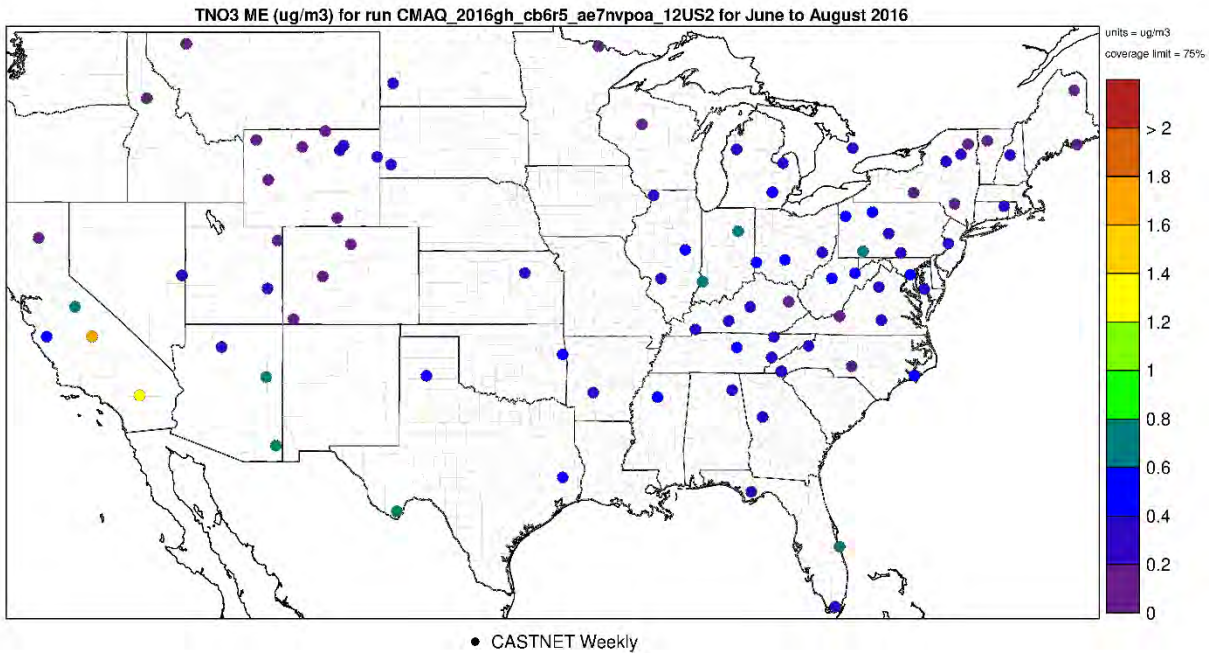 TNO3 ME (ug/m3) for run CMAQ_2016gh_cb6r5_ae7nvpoa_12US2 for June to August 2016
units = ug/m3
coverage limit = 75%
> 2
1.8
1.6
1.4
1.2
1
0.8
0.6
0.4
0.2
0
CASTNET Weekly